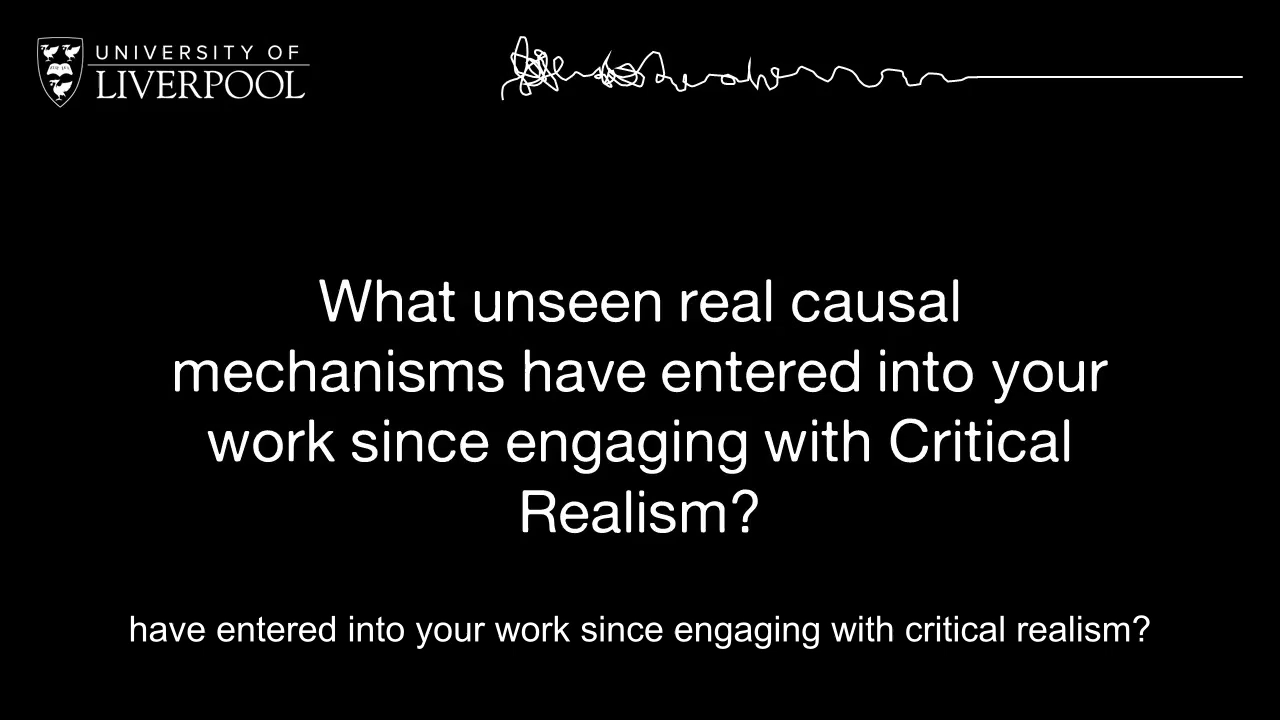 UNIVERSITY OF
LIVERPOOL
What unseen real causal
mechanisms have entered into your
work since engaging with Critical
Realism?
have entered into your work since engaging with critical realism?